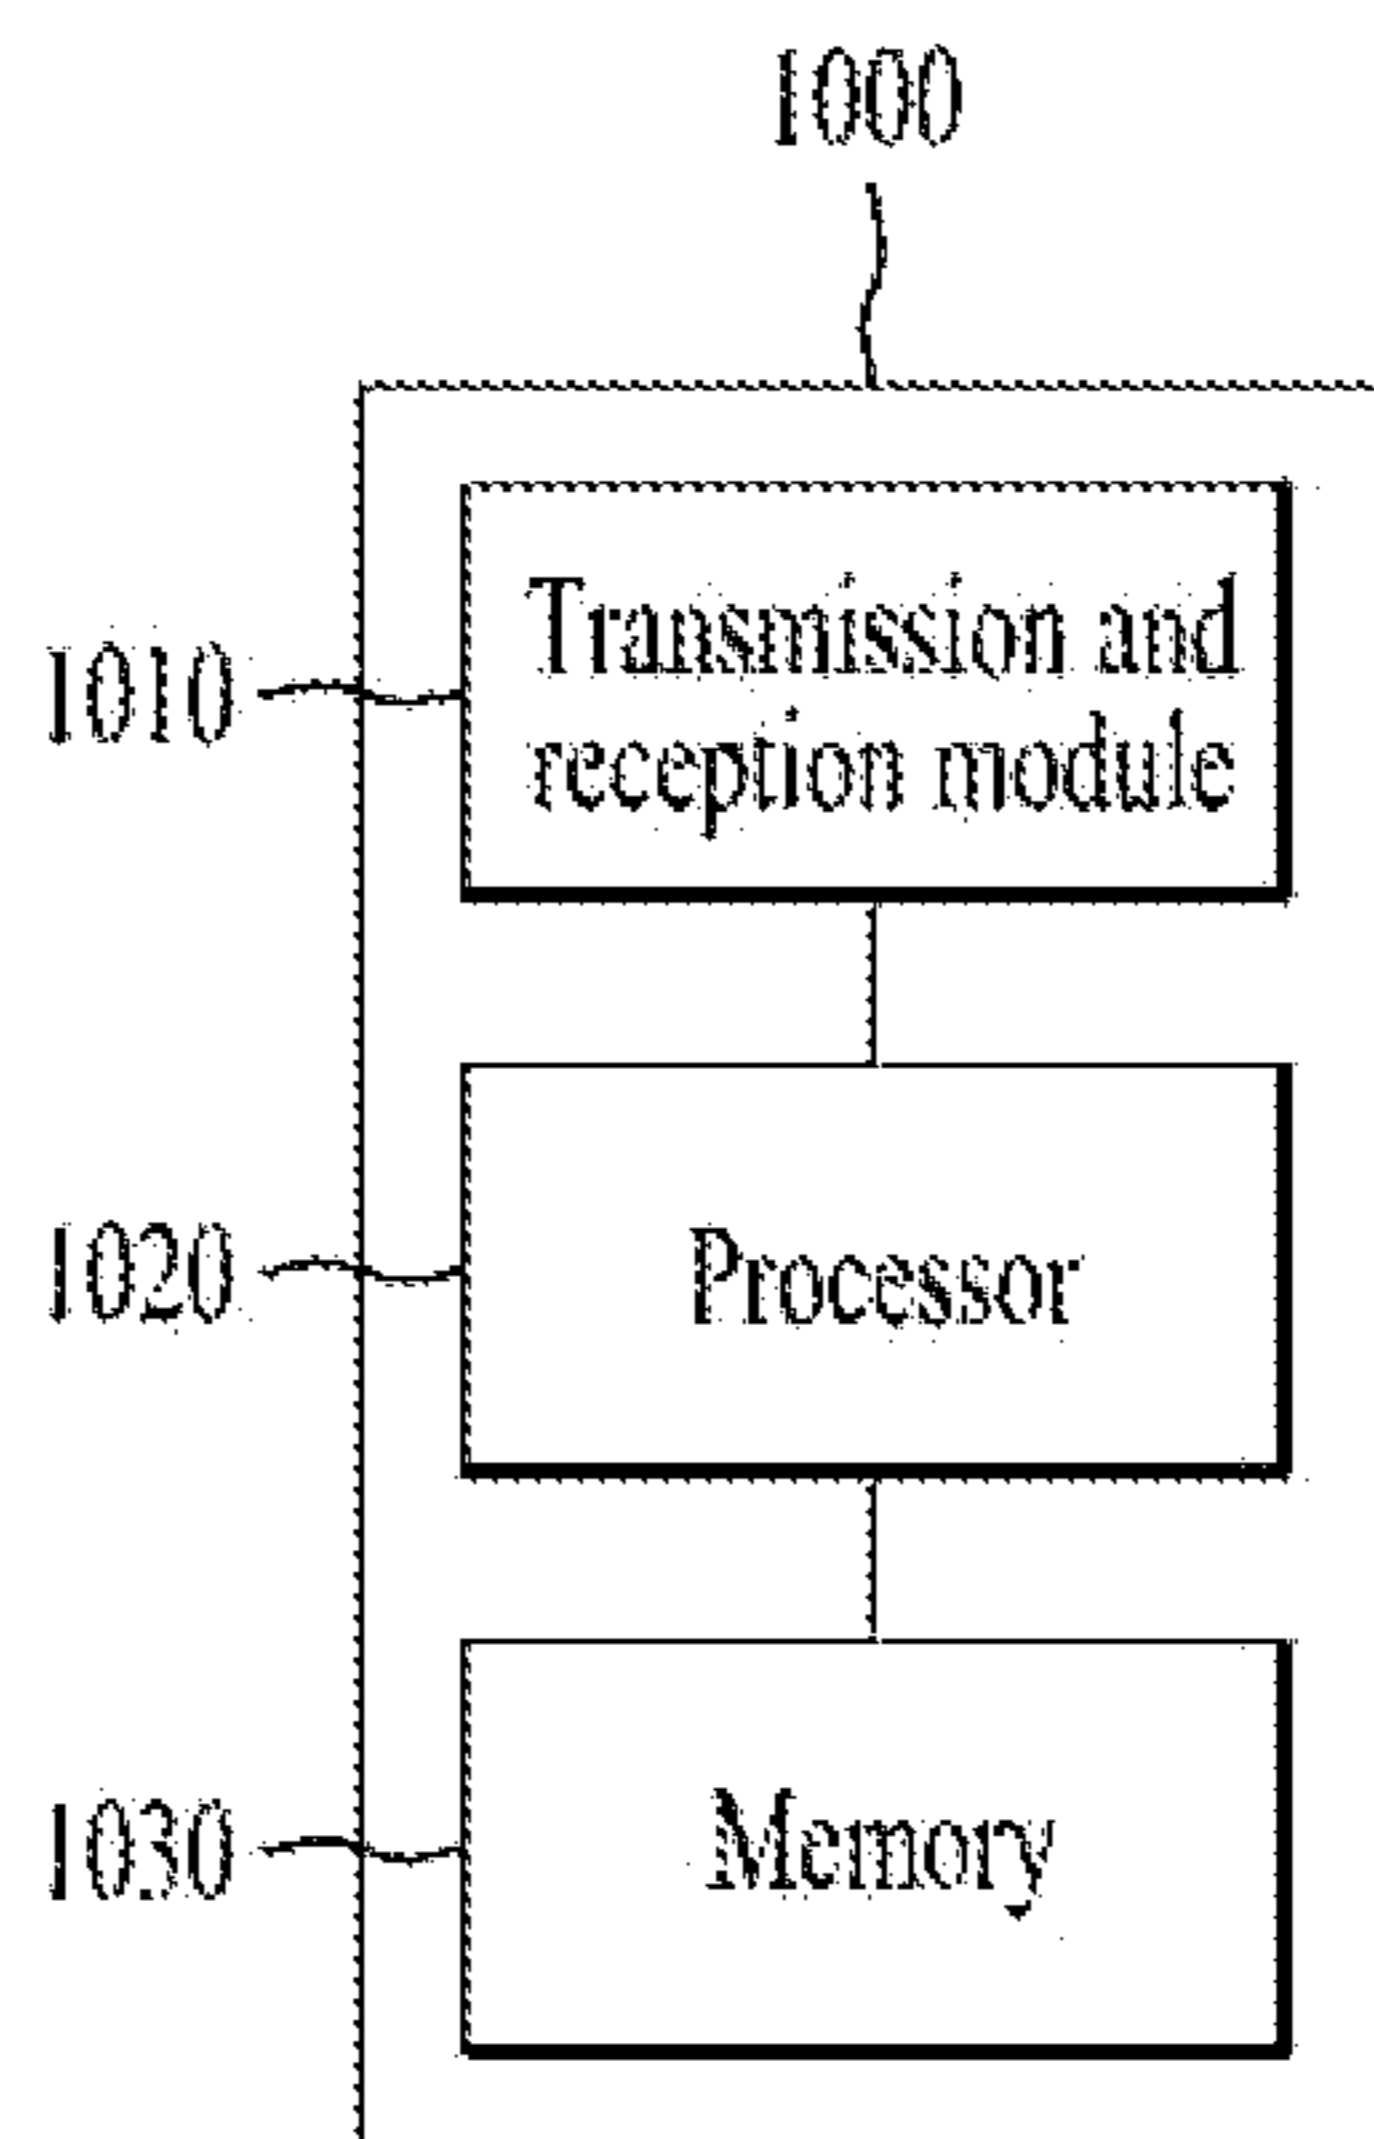 1000
1010
Transmission and
reception module
1020
Processor
1030
Memory